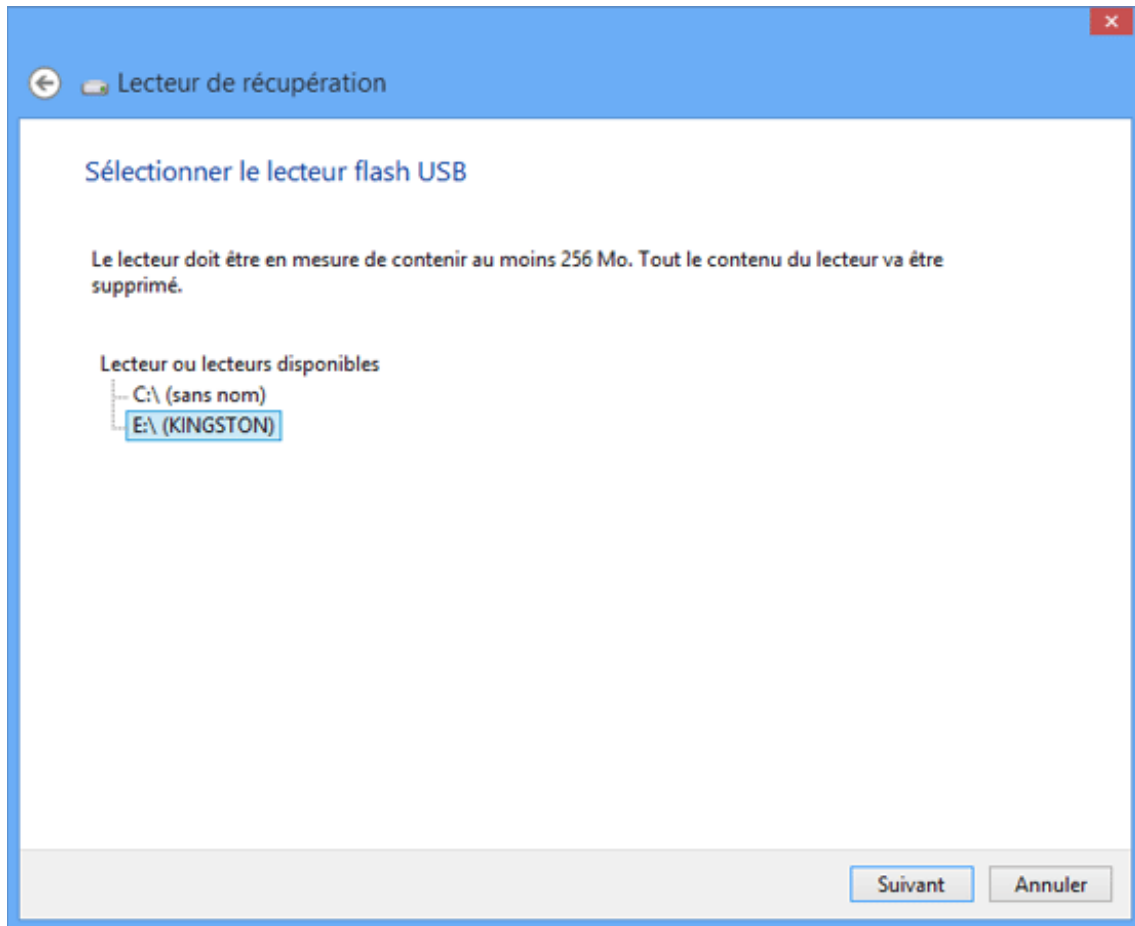 Lecteur de récupération
Sélectionner le lecteur flash USB
Le lecteur doit être en mesure de contenir au moins 256 Mo. Tout le contenu du lecteur va être
supprimé.
Lecteur ou lecteurs disponibles
C:\ (sans nom)
E:\ (KINGSTON)
Suivant Annuler